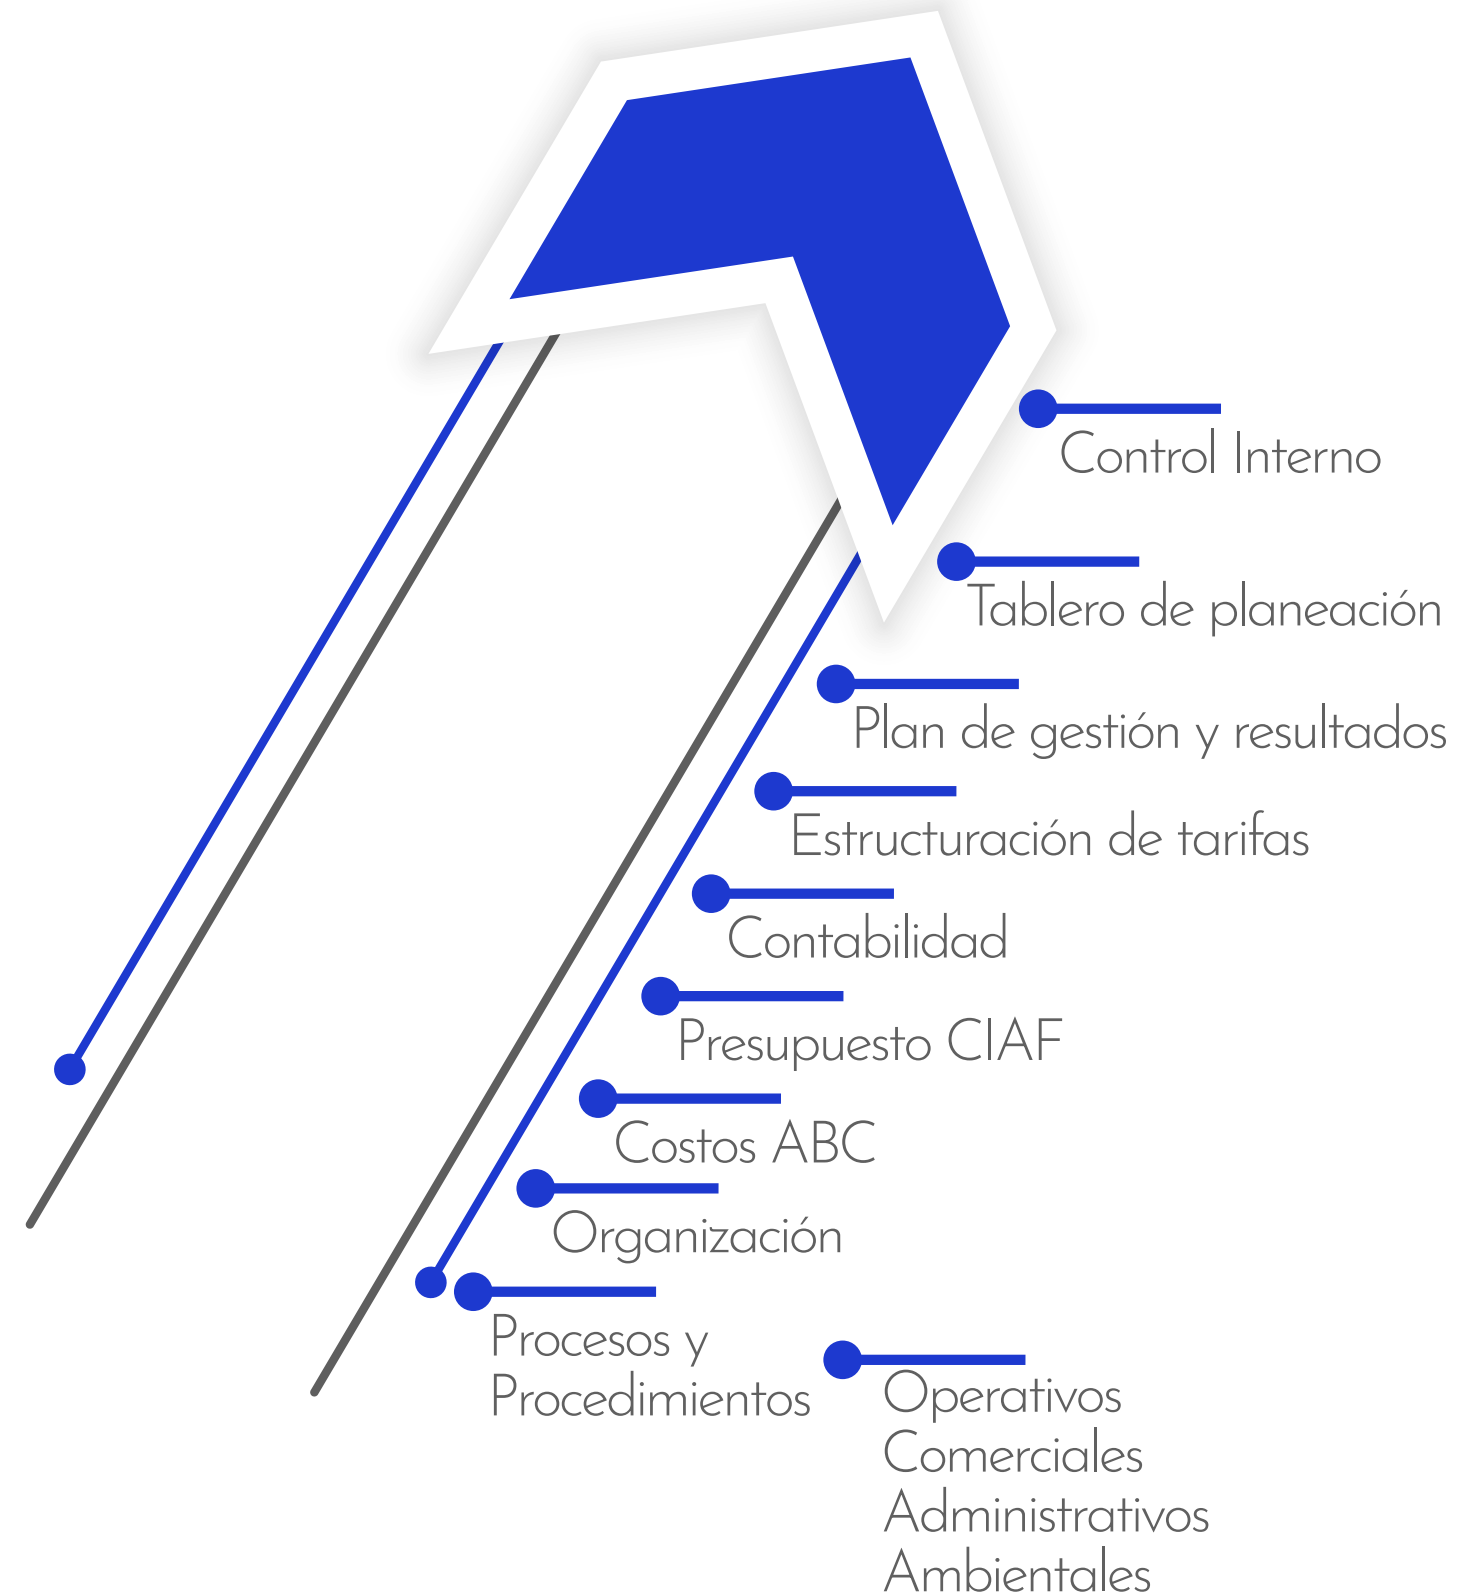 Control Interno
Tablero de planeación
Plan de gestión y resultados
Estructuración de tarifas
Contabilidad
Presupuesto CIAF
Costos ABC
Organización
Procesos y
Procedimientos
Operativos
Comerciales
Administrativos
Ambientales